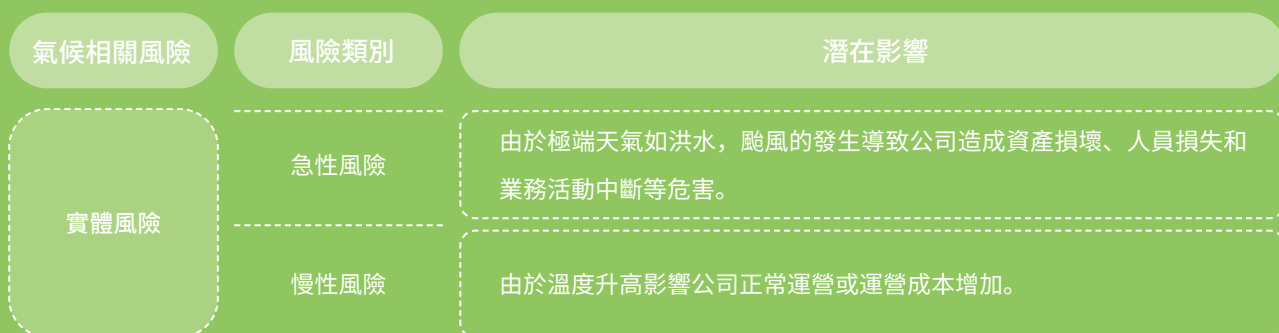 氣候相關風險
風險類別
潛在影響
實體風險
急性風險
由於極端天氣如洪水，颱風的發生導致公司造成資產損壞、人員損失和
業務活動中斷等危害。
慢性風險
由於溫度升高影響公司正常運營或運營成本增加。